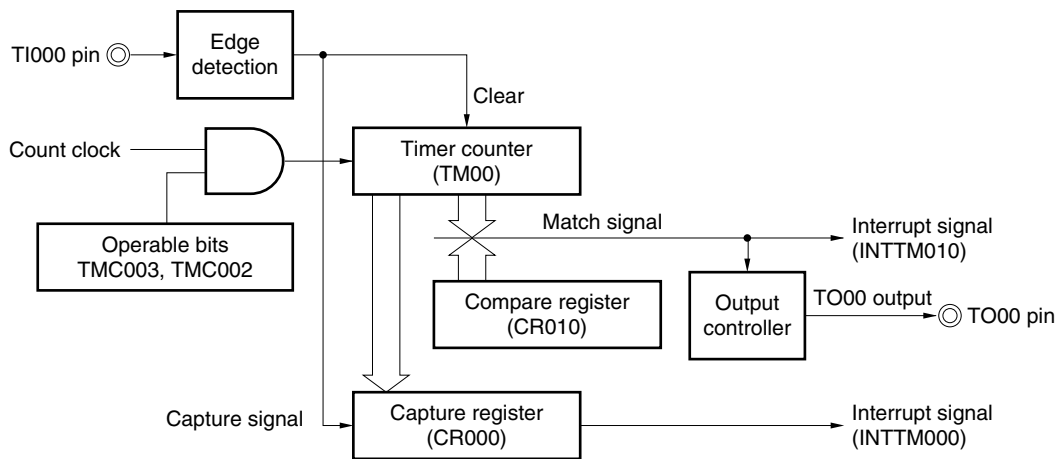 TI000 pin
Edge
detection
Clear
Count clock
Timer counter
(TM00)
Operable bits
TMC003, TMC002
Match signal
Interrupt signal
(INTTM010)
Compare register
(CR010)
Output
controller
TO00 output
TO00 pin
Capture signal
Capture register
(CR000)
Interrupt signal
(INTTM000)